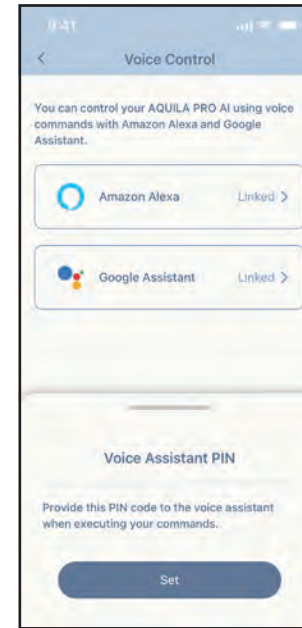 9:41
Voice Control
You can control your AQUILA PRO AI using voice
commands with Amazon Alexa and Google
Assistant.
Amazon Alexa Linked
Google Assistant Linked
Voice Assistant PIN
Provide this PIN code to the voice assistant
when executing your commands.
Set